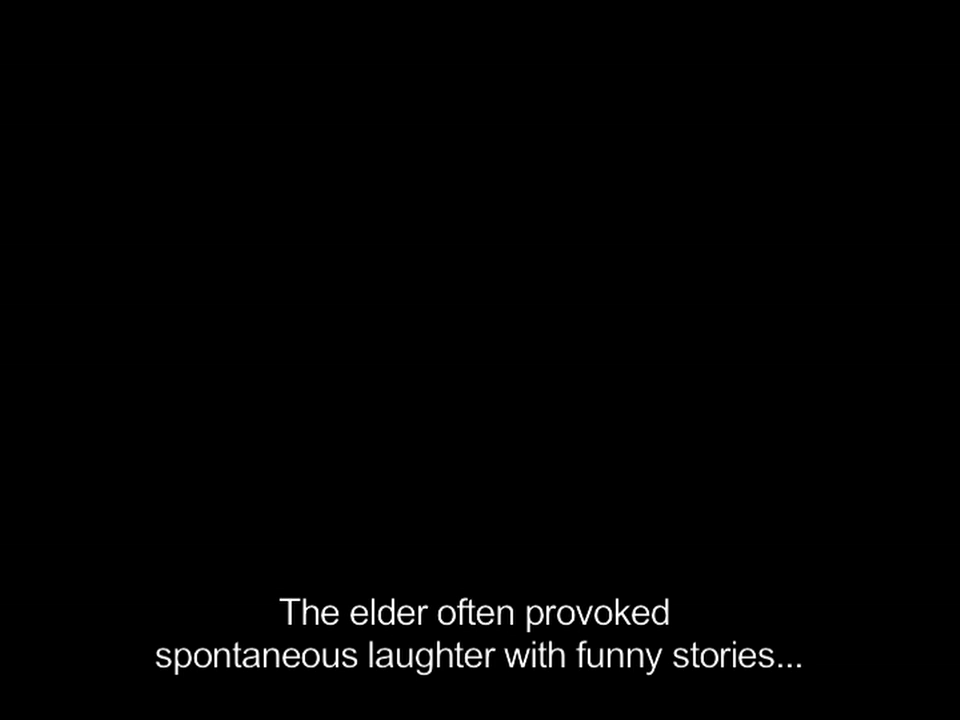 The elder often provoked
spontaneous laughter with funny stories...